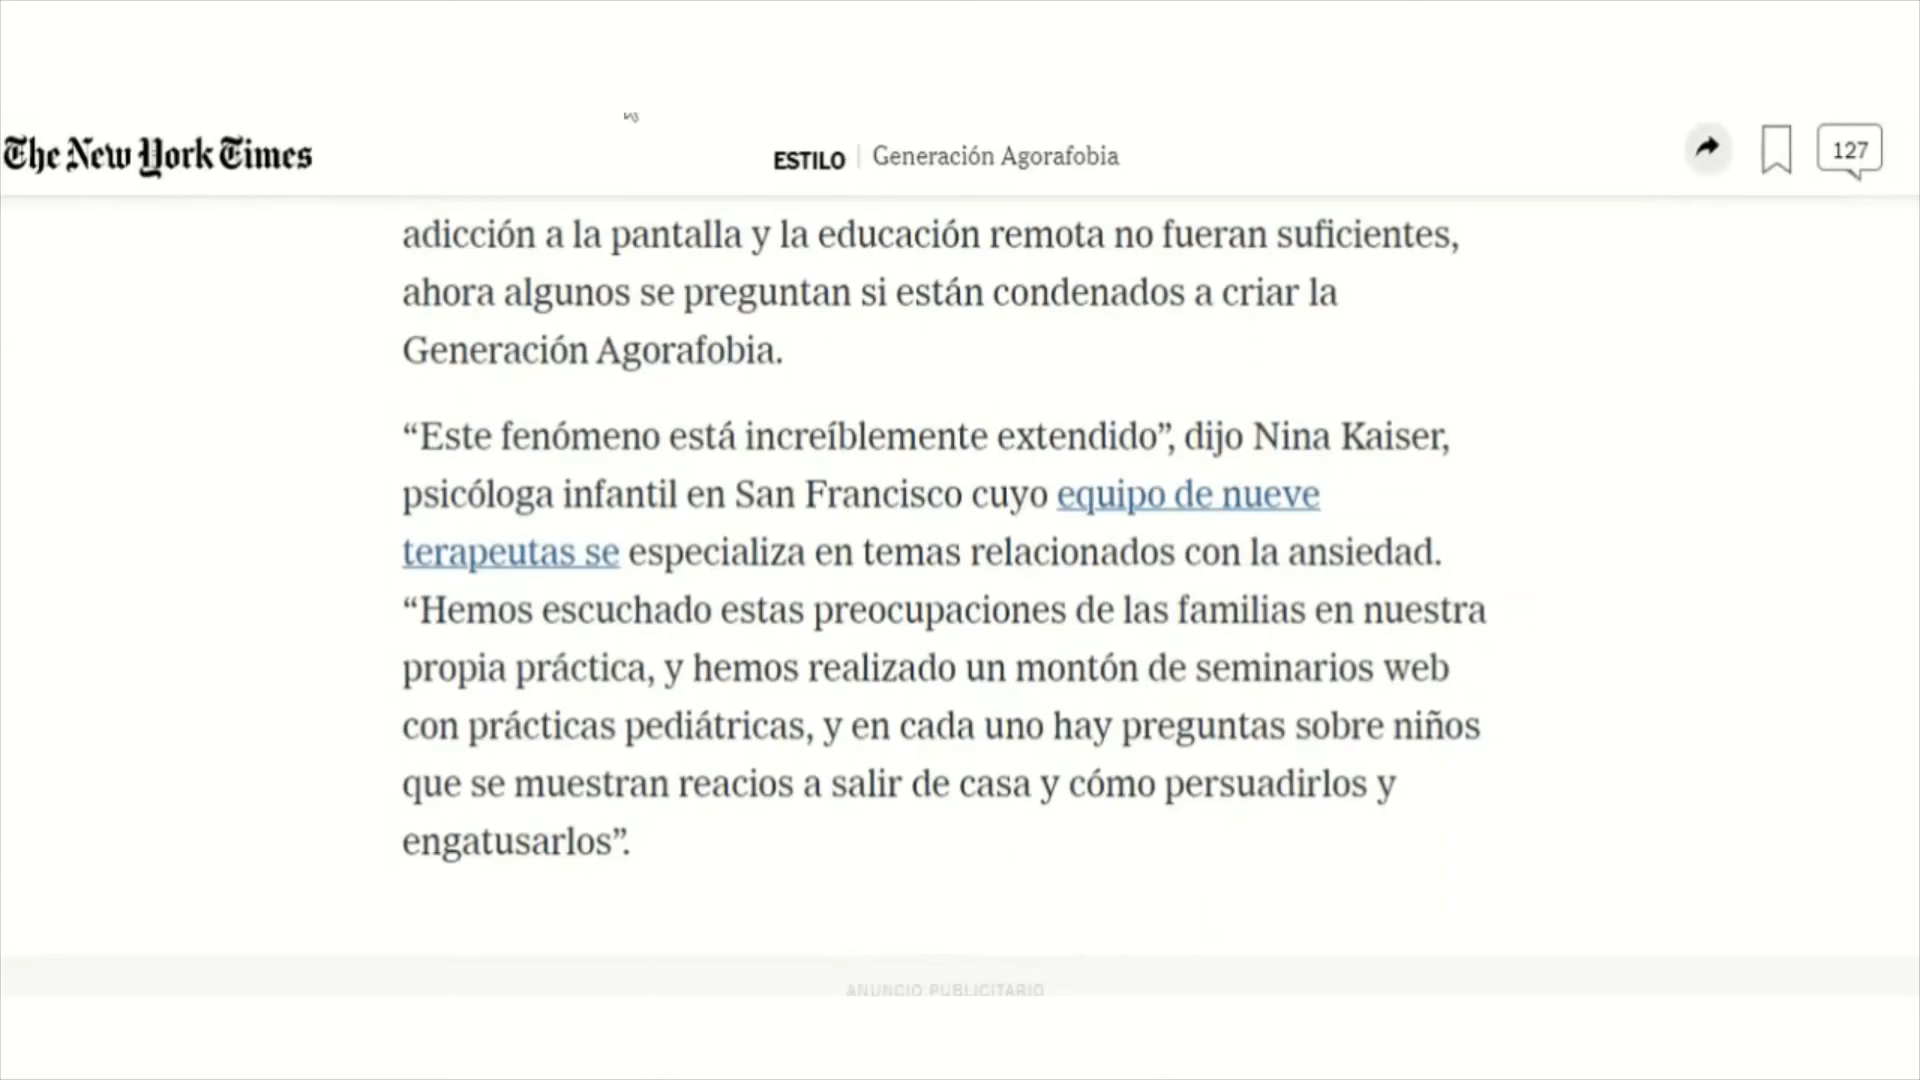 The New York Times
ESTILO | Generación Agorafobia
127
adicción a la pantalla y la educación remota no fueran suficientes,
ahora algunos se preguntan si están condenados a criar la
Generación Agorafobia.
“Este fenómeno está increíblemente extendido”, dijo Nina Kaiser,
psicóloga infantil en San Francisco cuyo equipo de nueve
terapeutas se especializa en temas relacionados con la ansiedad.
“Hemos escuchado estas preocupaciones de las familias en nuestra
propia práctica, y hemos realizado un montón de seminarios web
con prácticas pediátricas, y en cada uno hay preguntas sobre niños
que se muestran reacios a salir de casa y cómo persuadirlos y
engatusarlos”.
ANUNCIO PUBLICITARIO